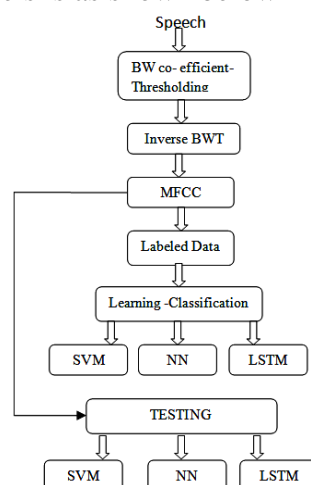 Speech
BW co- efficient-
Thresholding
Inverse BWT
MFCC
Labeled Data
Learning -Classification
SVM NN LSTM
TESTING
SVM NN LSTM